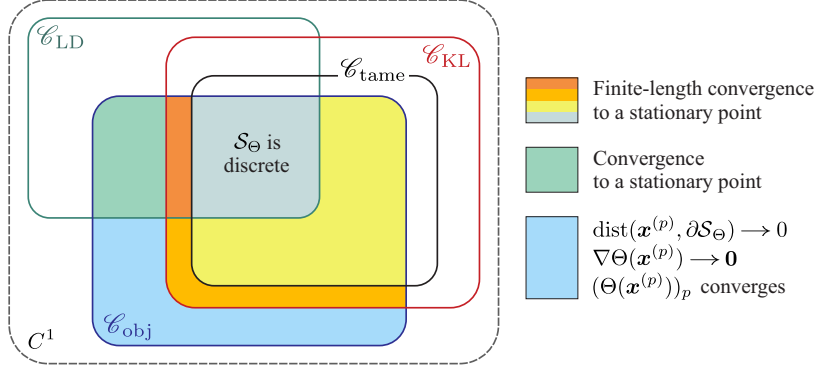 𝒞_LD
𝒞_KL
𝒞_tame
𝒮_Θ is
discrete
𝒞_obj
C¹
Finite-length convergence
to a stationary point
Convergence
to a stationary point
dist(𝒙^(p), ∂𝒮_Θ) → 0
∇Θ(𝒙^(p)) → 𝟎
(Θ(𝒙^(p)))_p converges